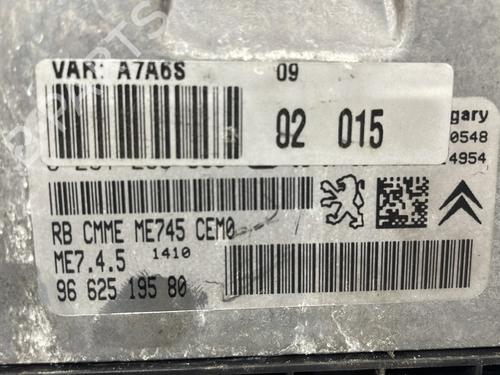 VAR: A7A6S 09
02 015
gary
0548
4954
RB CMME ME745 CEM0
ME7.4.5 1410
96 625 195 80